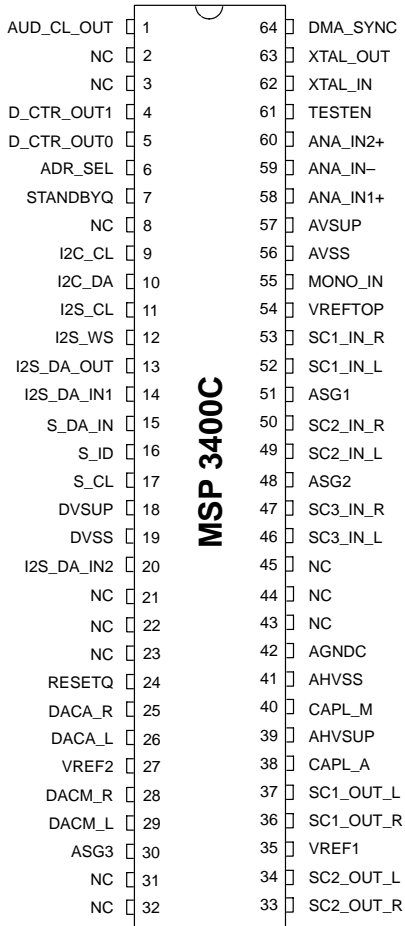 AUD_CL_OUT 1 64 DMA_SYNC
NC 2 63 XTAL_OUT
NC 3 62 XTAL_IN
D_CTR_OUT1 4 61 TESTEN
D_CTR_OUT0 5 60 ANA_IN2+
ADR_SEL 6 59 ANA_IN–
STANDBYQ 7 58 ANA_IN1+
NC 8 57 AVSUP
I2C_CL 9 56 AVSS
I2C_DA 10 55 MONO_IN
I2S_CL 11 54 VREFTOP
I2S_WS 12 53 SC1_IN_R
I2S_DA_OUT 13 52 SC1_IN_L
I2S_DA_IN1 14 51 ASG1
S_DA_IN 15 50 SC2_IN_R
S_ID 16 49 SC2_IN_L
S_CL 17 48 ASG2
DVSUP 18 47 SC3_IN_R
DVSS 19 46 SC3_IN_L
I2S_DA_IN2 20 45 NC
NC 21 44 NC
NC 22 43 NC
NC 23 42 AGNDC
RESETQ 24 41 AHVSS
DACA_R 25 40 CAPL_M
DACA_L 26 39 AHVSUP
VREF2 27 38 CAPL_A
DACM_R 28 37 SC1_OUT_L
DACM_L 29 36 SC1_OUT_R
ASG3 30 35 VREF1
NC 31 34 SC2_OUT_L
NC 32 33 SC2_OUT_R
MSP 3400C